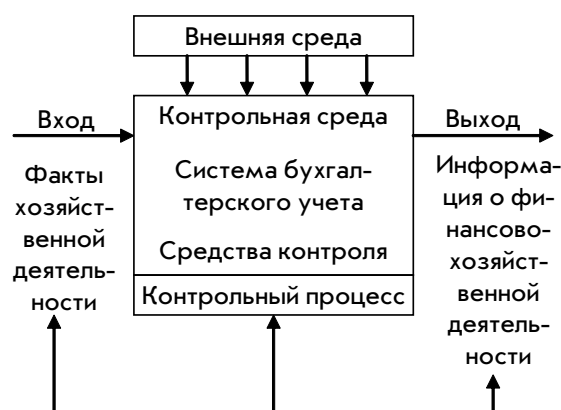 Внешняя среда
Вход
Контрольная среда
Система бухгал-
терского учета
Средства контроля
Контрольный процесс
Выход
Факты
хозяйст-
венной
деятель-
ности
Информа-
ция о фи-
нансово-
хозяйст-
венной
деятель-
ности